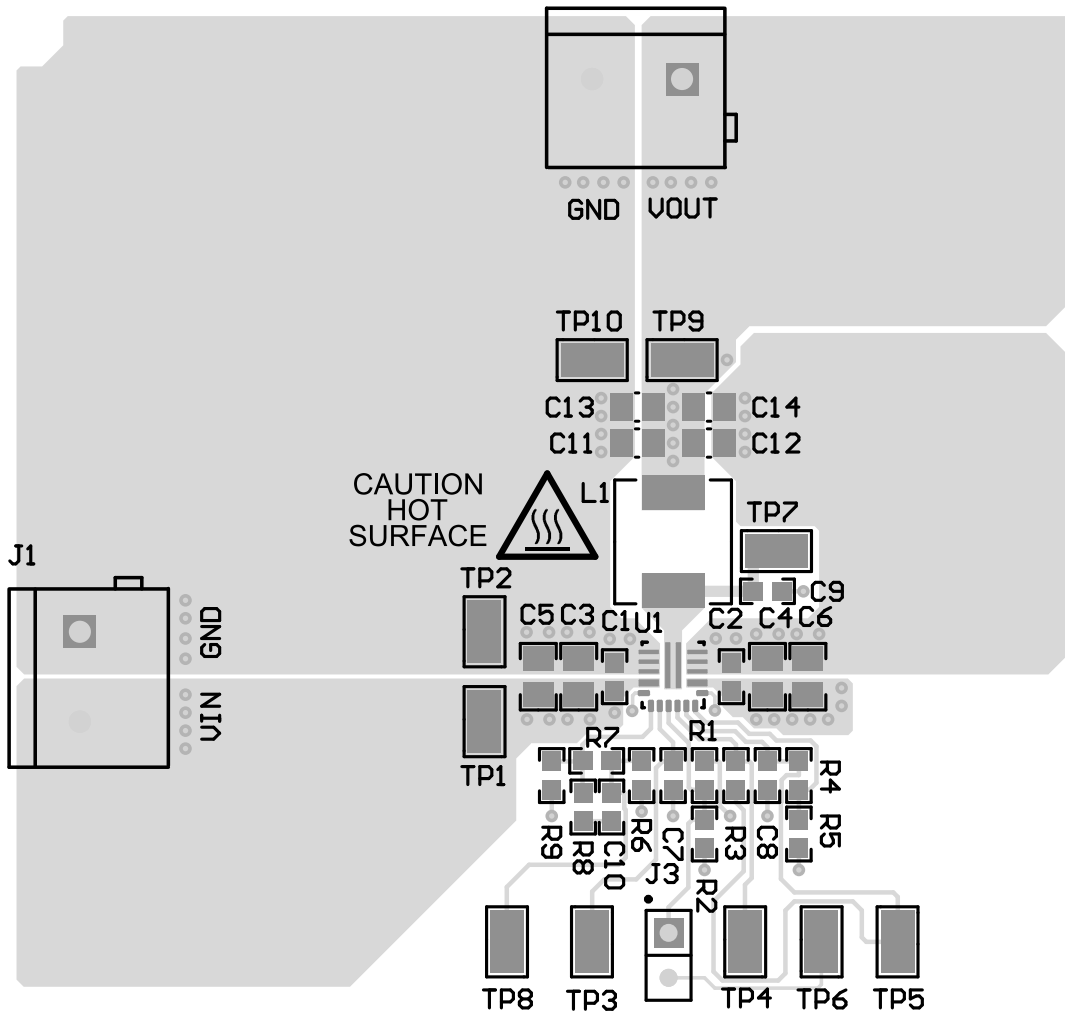 GND VOUT
TP10 TP9
C13 C14
C11 C12
CAUTION
HOT
SURFACE
L1
TP7
J1
TP2
C9
GND
C5 C3 C1 U1 C2 C4 C6
VIN
TP1
R7 R1
R4
R9 R8 C10 R6 C7 R2 R3 C8 R5
J3
TP8 TP3 TP4 TP6 TP5